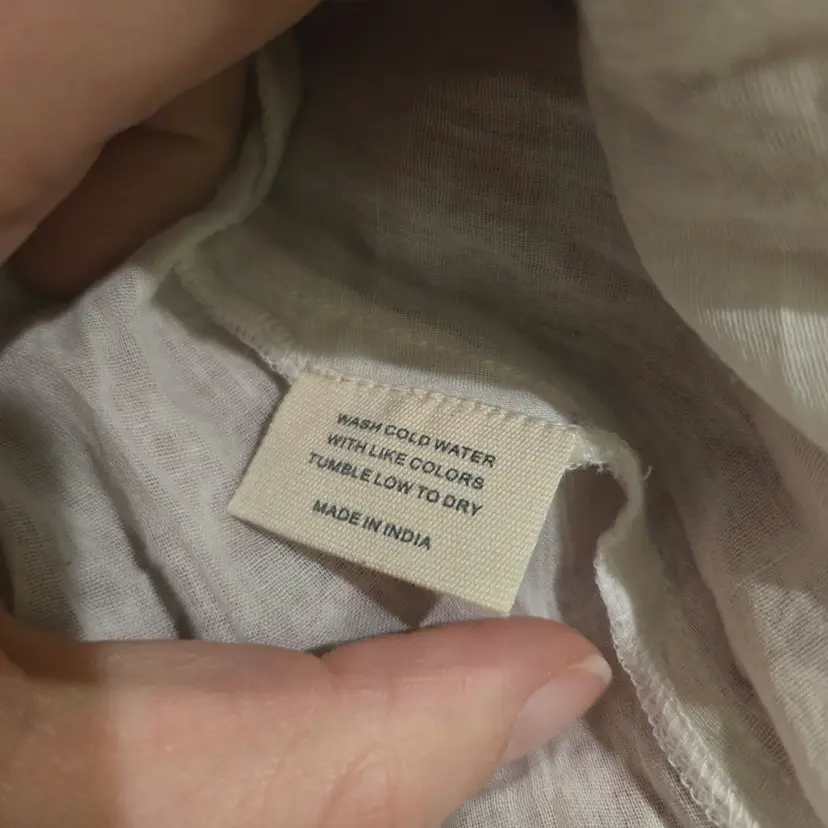 WASH COLD WATER
WITH LIKE COLORS
TUMBLE LOW TO DRY
MADE IN INDIA